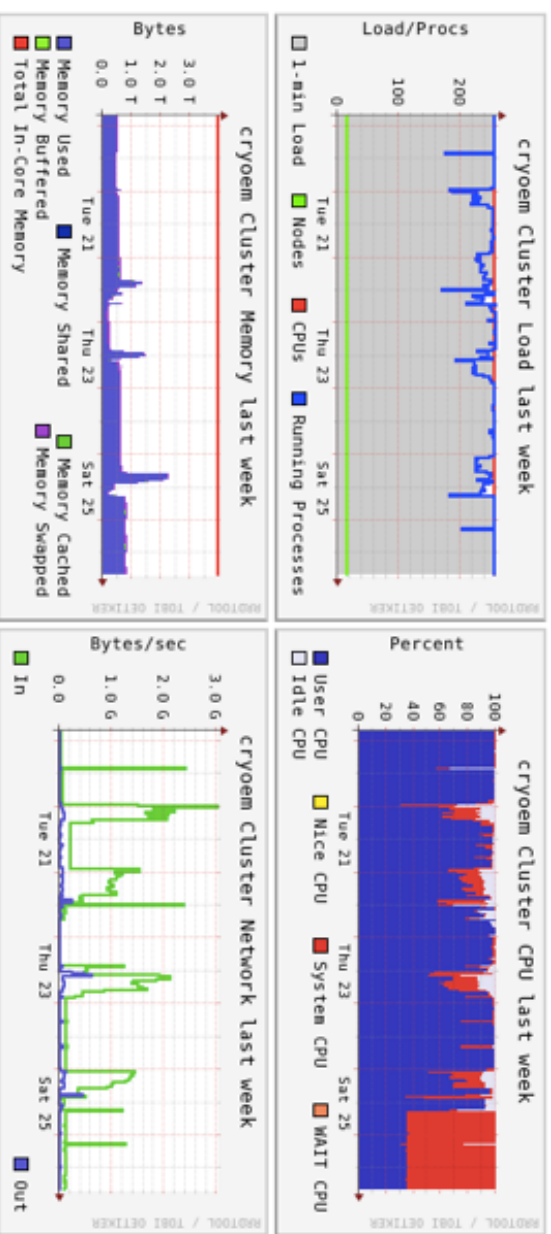 cryoem Cluster Load last week
Load/Procs
200
100
0
Tue 21 Thu 23 Sat 25
1-min Load Nodes CPUs Running Processes
RRDTOOL / TOBI OETIKER
cryoem Cluster CPU last week
Percent
100
80
60
40
20
0
Tue 21 Thu 23 Sat 25
User CPU Nice CPU System CPU WAIT CPU
Idle CPU
RRDTOOL / TOBI OETIKER
cryoem Cluster Memory last week
Bytes
3.0 T
2.0 T
1.0 T
0.0
Tue 21 Thu 23 Sat 25
Memory Used Memory Shared Memory Cached
Memory Buffered Memory Swapped
Total In-Core Memory
RRDTOOL / TOBI OETIKER
cryoem Cluster Network last week
Bytes/sec
3.0 G
2.0 G
1.0 G
0.0
Tue 21 Thu 23 Sat 25
In Out
RRDTOOL / TOBI OETIKER